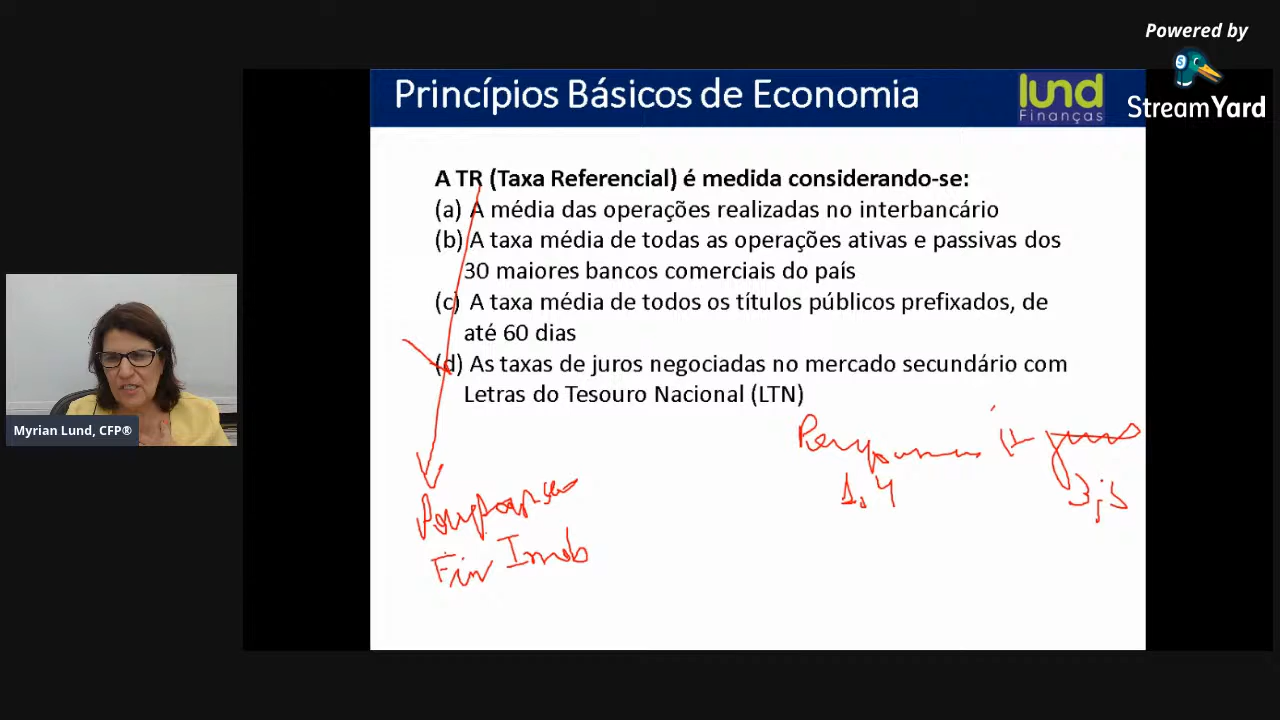 Powered by
StreamYard
Princípios Básicos de Economia
lund
Finanças
A TR (Taxa Referencial) é medida considerando-se:
(a) A média das operações realizadas no interbancário
(b) A taxa média de todas as operações ativas e passivas dos
30 maiores bancos comerciais do país
(c) A taxa média de todos os títulos públicos prefixados, de
até 60 dias
(d) As taxas de juros negociadas no mercado secundário com
Letras do Tesouro Nacional (LTN)
Myrian Lund, CFP®
1,4
Fin Imob